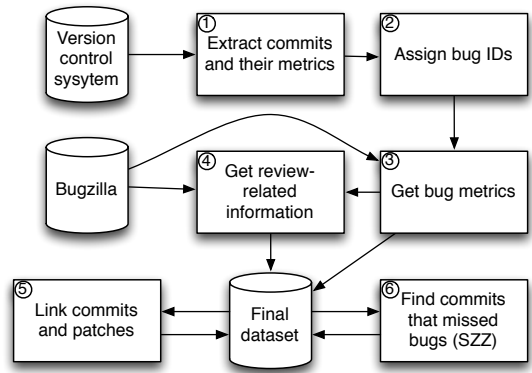 Version
control
sysytem
1
Extract commits
and their metrics
2
Assign bug IDs
Bugzilla
4
Get review-
related
information
3
Get bug metrics
5
Link commits
and patches
Final
dataset
6
Find commits
that missed
bugs (SZZ)